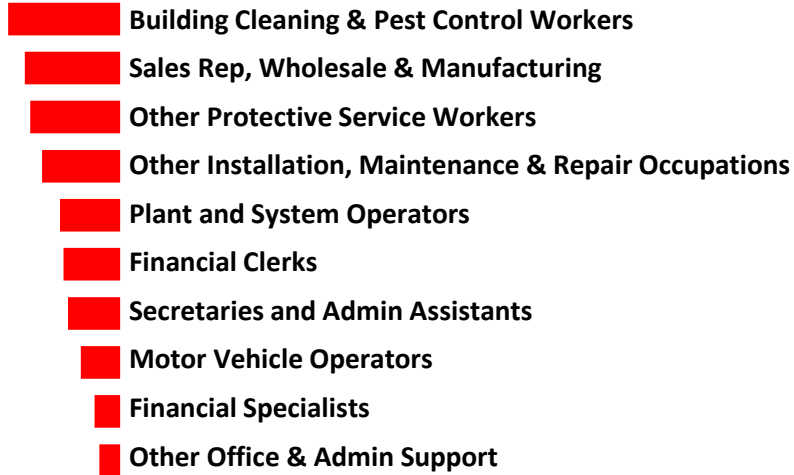 Building Cleaning & Pest Control Workers
Sales Rep, Wholesale & Manufacturing
Other Protective Service Workers
Other Installation, Maintenance & Repair Occupations
Plant and System Operators
Financial Clerks
Secretaries and Admin Assistants
Motor Vehicle Operators
Financial Specialists
Other Office & Admin Support